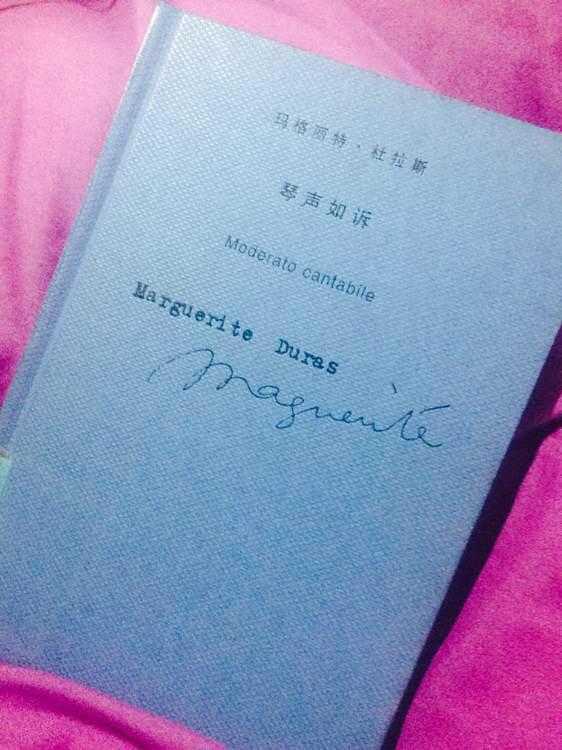 玛格丽特·杜拉斯
琴声如诉
Moderato cantabile
Marguerite Duras
Marguerite